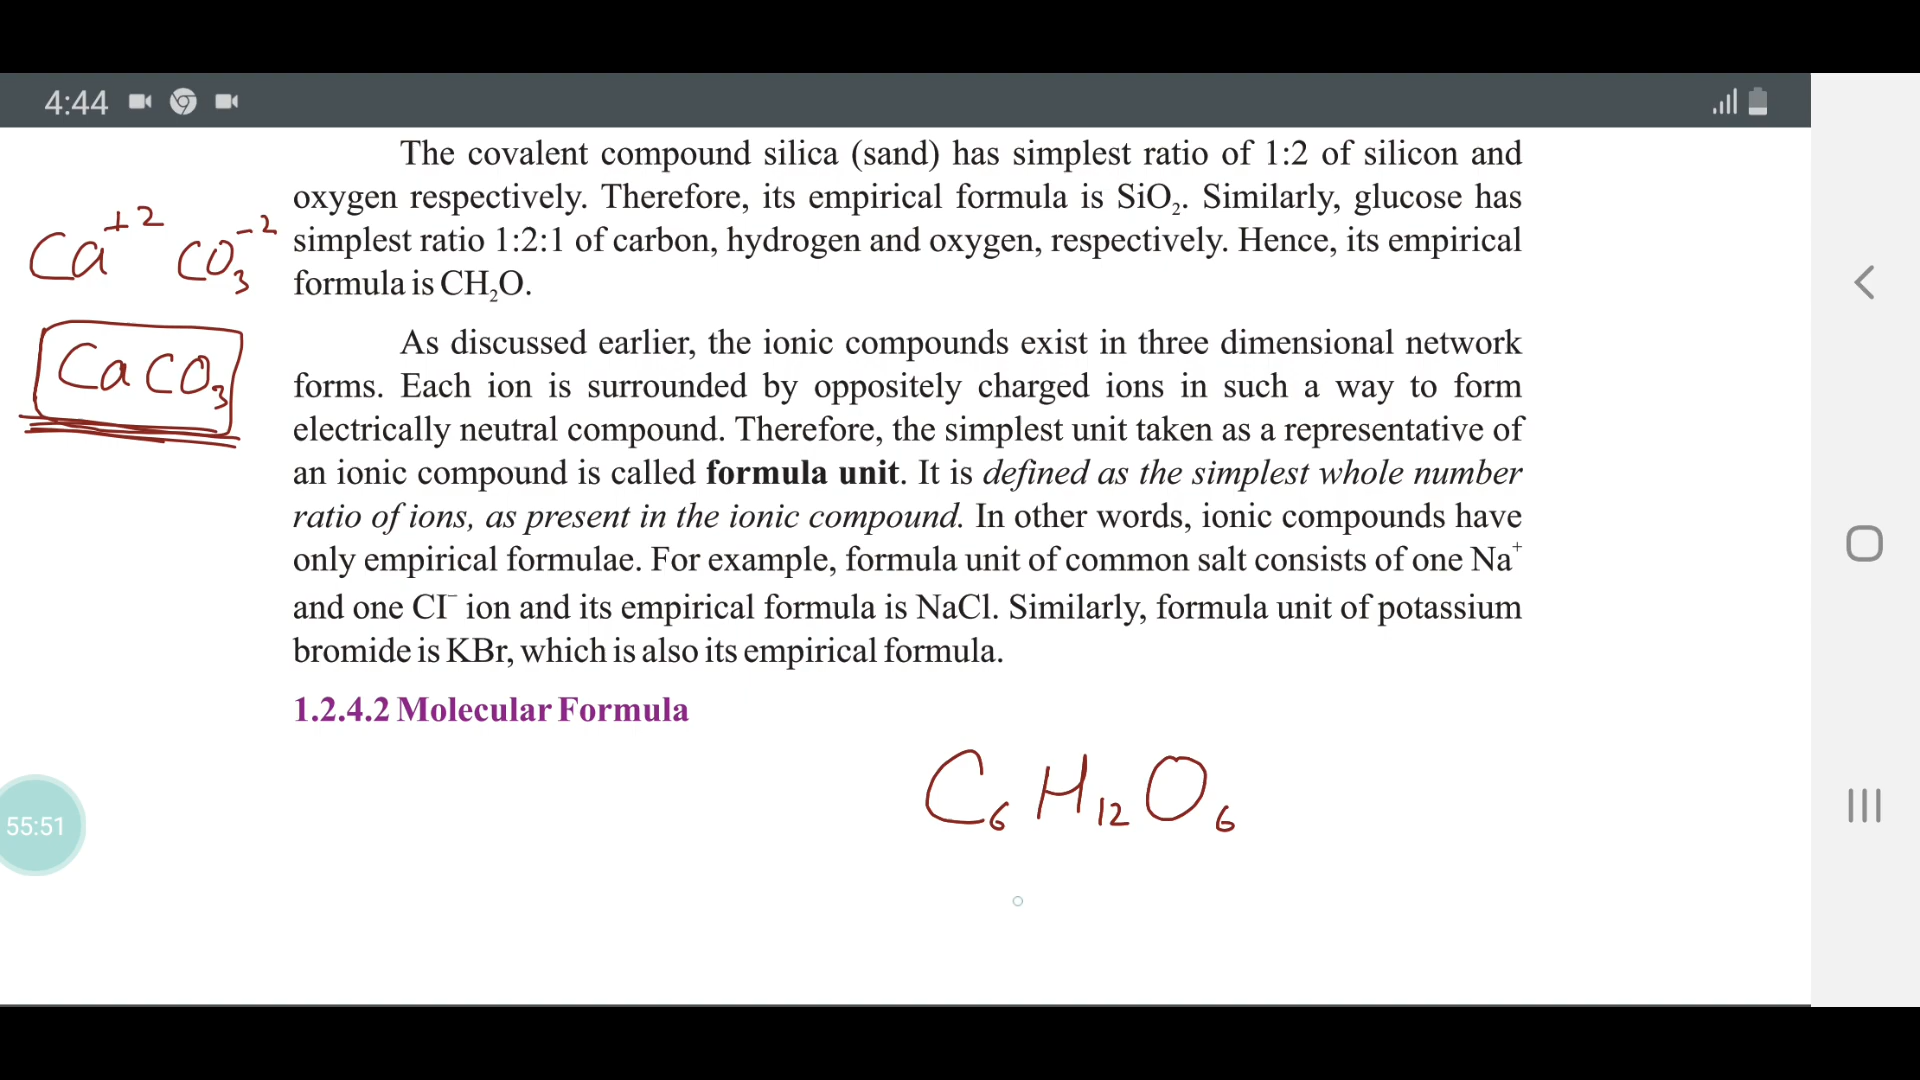 4:44
The covalent compound silica (sand) has simplest ratio of 1:2 of silicon and
oxygen respectively. Therefore, its empirical formula is SiO₂. Similarly, glucose has
simplest ratio 1:2:1 of carbon, hydrogen and oxygen, respectively. Hence, its empirical
formula is CH₂O.
Ca⁺² CO₃⁻²
CaCO₃
As discussed earlier, the ionic compounds exist in three dimensional network
forms. Each ion is surrounded by oppositely charged ions in such a way to form
electrically neutral compound. Therefore, the simplest unit taken as a representative of
an ionic compound is called formula unit. It is defined as the simplest whole number
ratio of ions, as present in the ionic compound. In other words, ionic compounds have
only empirical formulae. For example, formula unit of common salt consists of one Na⁺
and one CI⁻ ion and its empirical formula is NaCl. Similarly, formula unit of potassium
bromide is KBr, which is also its empirical formula.
1.2.4.2 Molecular Formula
C₆H₁₂O₆
55:51